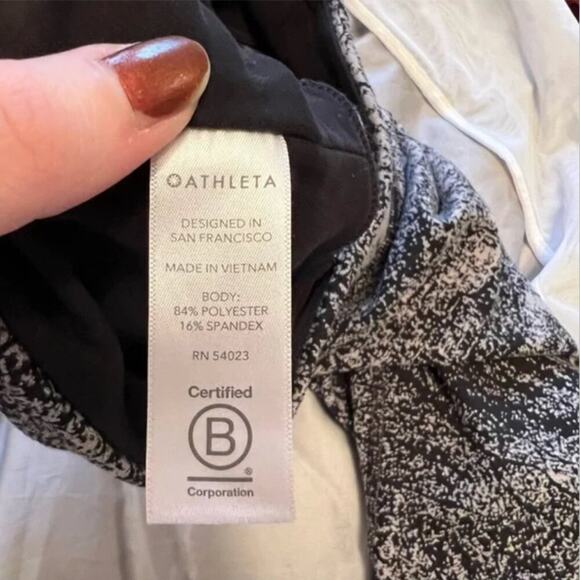 ATHLETA
DESIGNED IN
SAN FRANCISCO
MADE IN VIETNAM
BODY:
84% POLYESTER
16% SPANDEX
RN 54023
Certified
B
®
Corporation